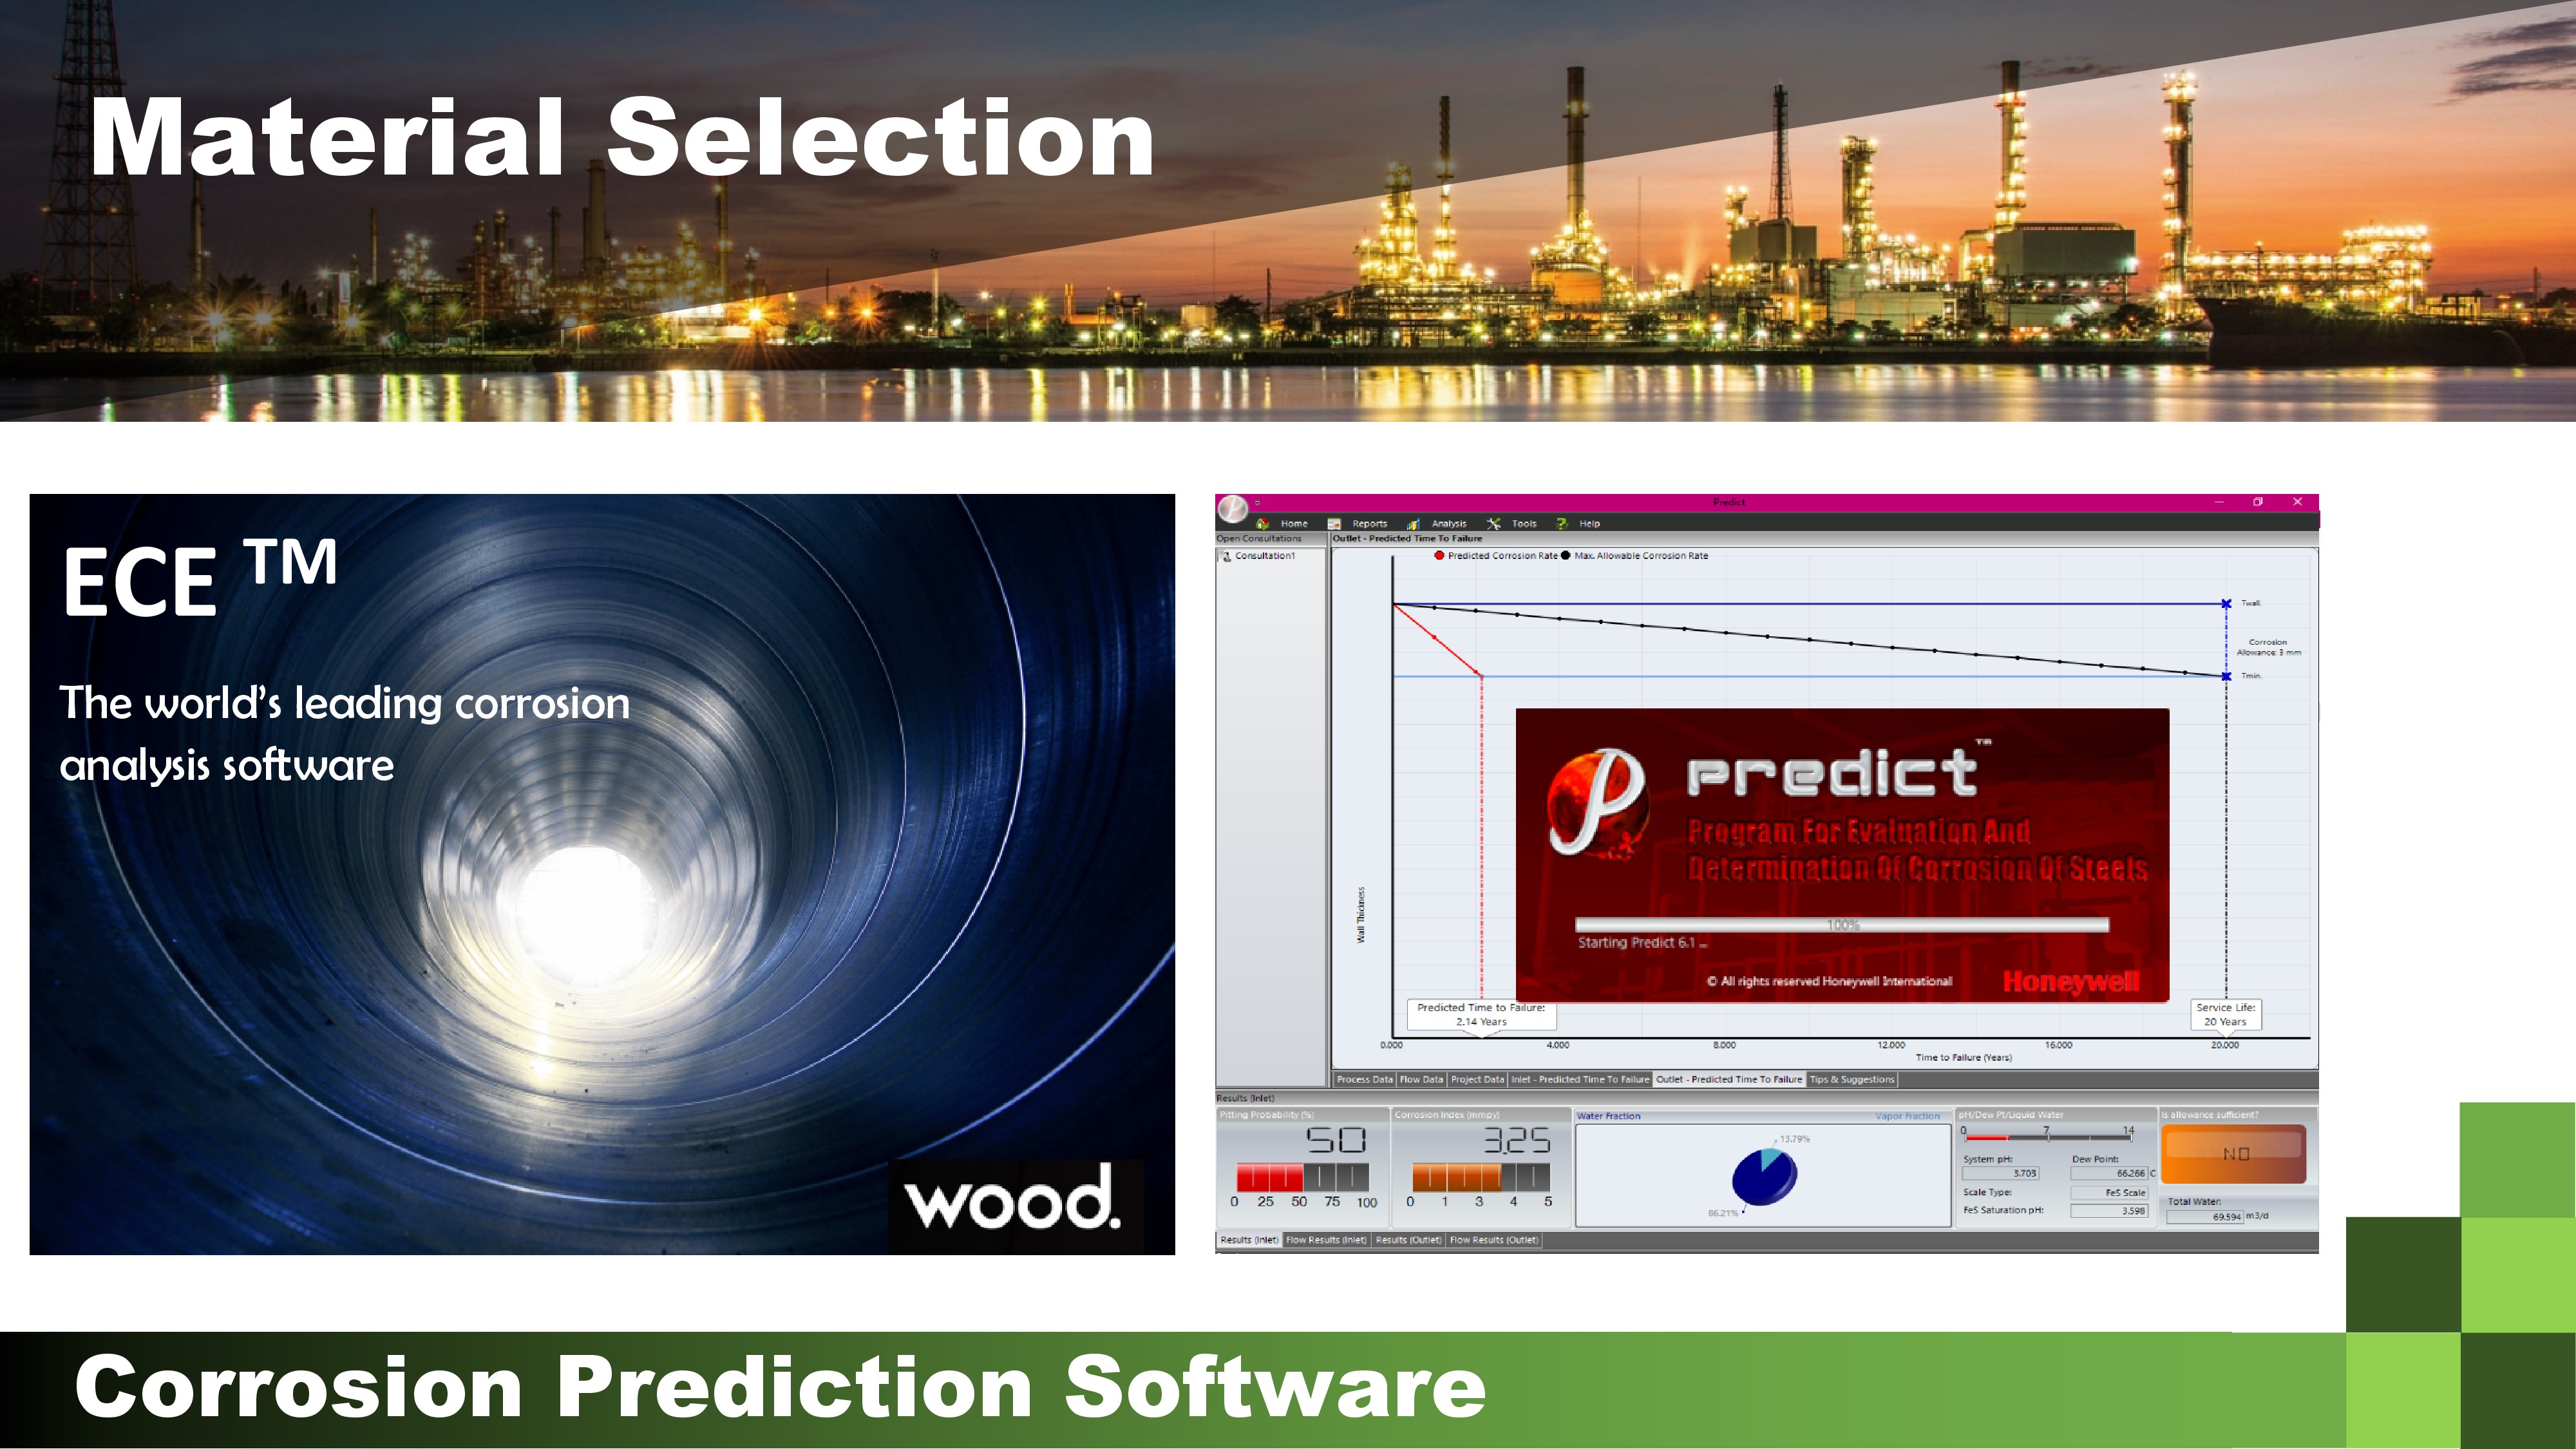 Material Selection
ECE TM
The world's leading corrosion
analysis software
wood.
Predict
Home Reports Analysis Tools Help
Open Consultations
Consultation1
Outlet - Predicted Time To Failure
Predicted Corrosion Rate Max. Allowable Corrosion Rate
Twall.
Corrosion
Allowance: 3 mm
Tmin.
Wall Thickness
predict TM
Program For Evaluation And
Determination Of Corrosion Of Steels
100%
Starting Predict 6.1 ...
© All rights reserved Honeywell International
Honeywell
Predicted Time to Failure:
2.14 Years
Service Life:
20 Years
0.000 4.000 8.000 12.000 16.000 20.000
Time to Failure (Years)
Process Data Flow Data Project Data Inlet - Predicted Time To Failure Outlet - Predicted Time To Failure Tips & Suggestions
Results (Inlet)
Pitting Probability (%)
50
0 25 50 75 100
Corrosion Index (mmpy)
3.25
0 1 3 4 5
Water Fraction Vapor Fraction
13.79%
86.21%
pH/Dew Pt/Liquid Water
0 7 14
System pH: Dew Point:
3.703 66.266 C
Scale Type: FeS Scale
FeS Saturation pH: 3.598
Is allowance sufficient?
NO
Total Water:
69.594 m3/d
Results (Inlet) Flow Results (Inlet) Results (Outlet) Flow Results (Outlet)
Corrosion Prediction Software